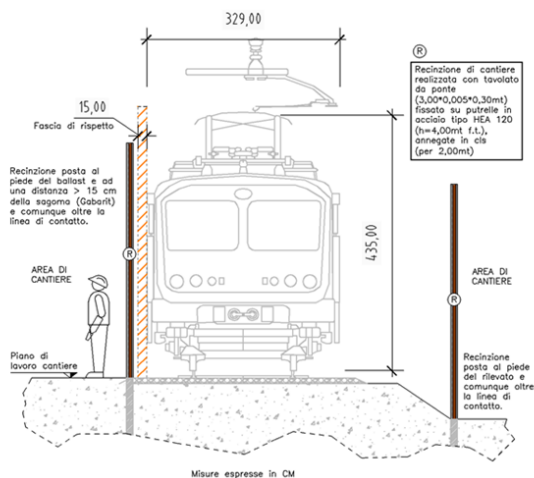 329,00
R
Recinzione di cantiere
realizzata con tavolato
da ponte
(3,00*0,005*0,30mt)
fissato su putrelle in
acciaio tipo HEA 120
(h=4,00mt f.t.),
annegate in cls
(per 2,00mt)
15,00
Fascia di rispetto
Recinzione posta al
piede del ballast e ad
una distanza > 15 cm
della sagoma (Gabarit)
e comunque oltre la
linea di contatto.
435,00
R
AREA DI
CANTIERE
AREA DI
CANTIERE
R
Piano di
lavoro cantiere
Recinzione
posta al piede
del rilevato e
comunque oltre
la linea di
contatto.
Misure espresse in CM